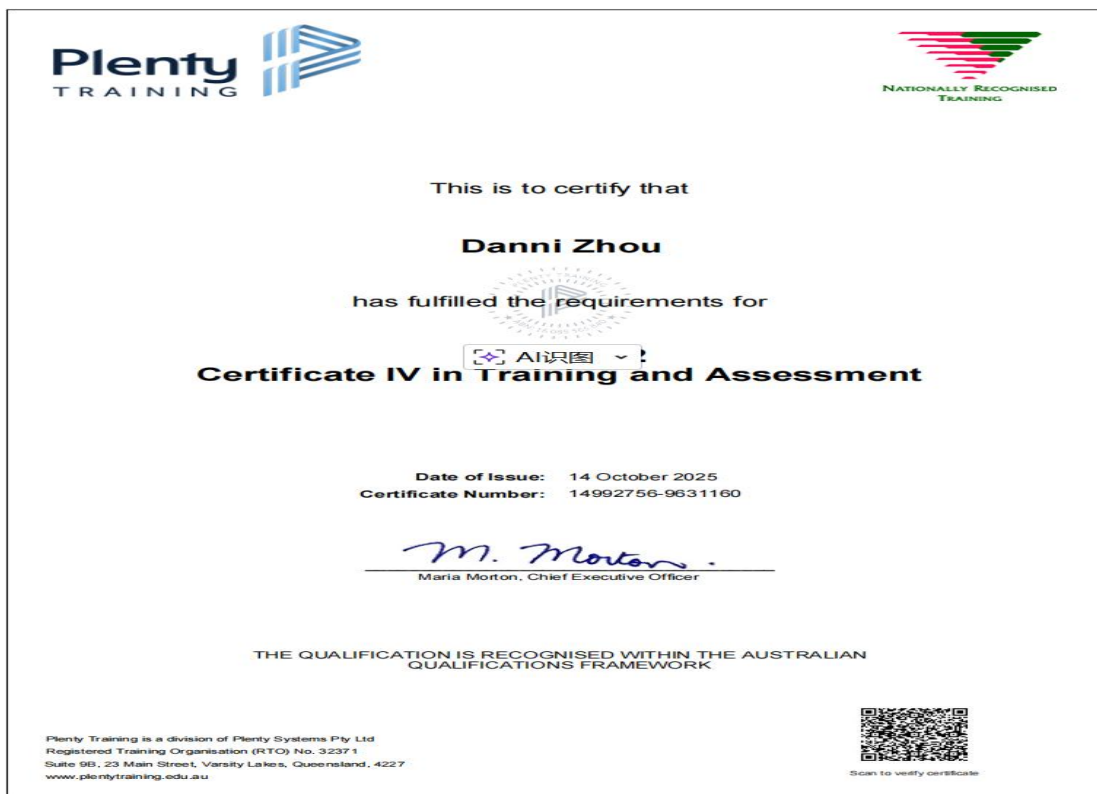 Plenty
TRAINING
NATIONALLY RECOGNISED
TRAINING
This is to certify that
Danni Zhou
has fulfilled the requirements for
AI识图
Certificate IV in Training and Assessment
Date of Issue: 14 October 2025
Certificate Number: 14992756-9631160
M. Morton.
Maria Morton, Chief Executive Officer
THE QUALIFICATION IS RECOGNISED WITHIN THE AUSTRALIAN
QUALIFICATIONS FRAMEWORK
Plenty Training is a division of Plenty Systems Pty Ltd
Registered Training Organisation (RTO) No. 32371
Suite 9B, 23 Main Street, Varsity Lakes, Queensland, 4227
www.plentytraining.edu.au
Scan to verify certificate